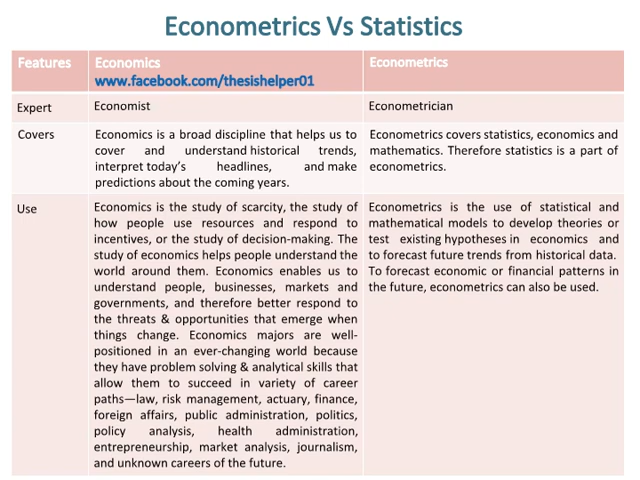 Econometrics Vs Statistics
Features
Economics
www.facebook.com/thesishelper01
Econometrics
Expert
Economist
Econometrician
Covers
Economics is a broad discipline that helps us to
cover and understand historical trends,
interpret today's headlines, and make
predictions about the coming years.
Econometrics covers statistics, economics and
mathematics. Therefore statistics is a part of
econometrics.
Use
Economics is the study of scarcity, the study of
how people use resources and respond to
incentives, or the study of decision-making. The
study of economics helps people understand the
world around them. Economics enables us to
understand people, businesses, markets and
governments, and therefore better respond to
the threats & opportunities that emerge when
things change. Economics majors are well-
positioned in an ever-changing world because
they have problem solving & analytical skills that
allow them to succeed in variety of career
paths—law, risk management, actuary, finance,
foreign affairs, public administration, politics,
policy analysis, health administration,
entrepreneurship, market analysis, journalism,
and unknown careers of the future.
Econometrics is the use of statistical and
mathematical models to develop theories or
test existing hypotheses in economics and
to forecast future trends from historical data.
To forecast economic or financial patterns in
the future, econometrics can also be used.